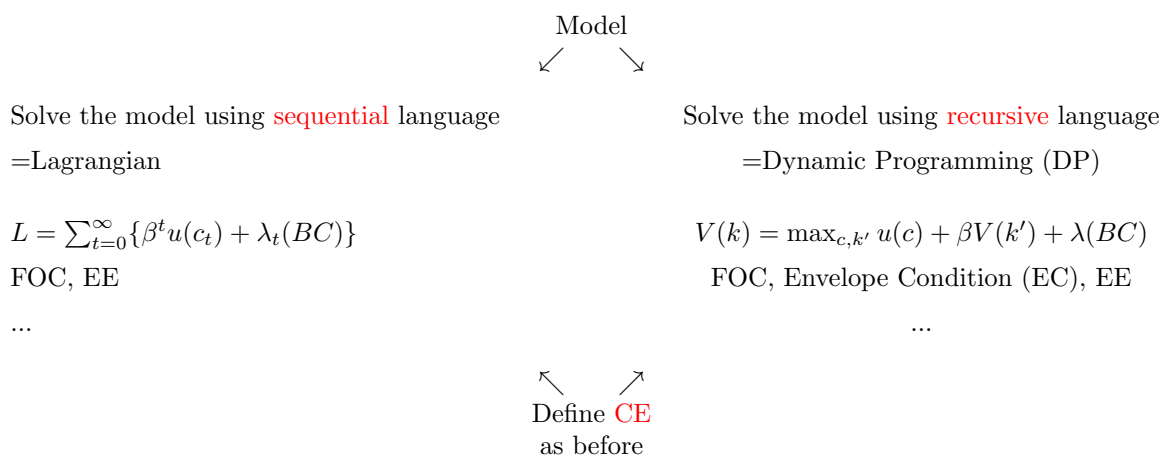 Model
Solve the model using sequential language
=Lagrangian
L = ∑_{t=0}^{∞}{β^t u(c_t) + λ_t(BC)}
FOC, EE
...
Solve the model using recursive language
=Dynamic Programming (DP)
V(k) = max_{c,k′} u(c) + βV(k′) + λ(BC)
FOC, Envelope Condition (EC), EE
...
Define CE
as before